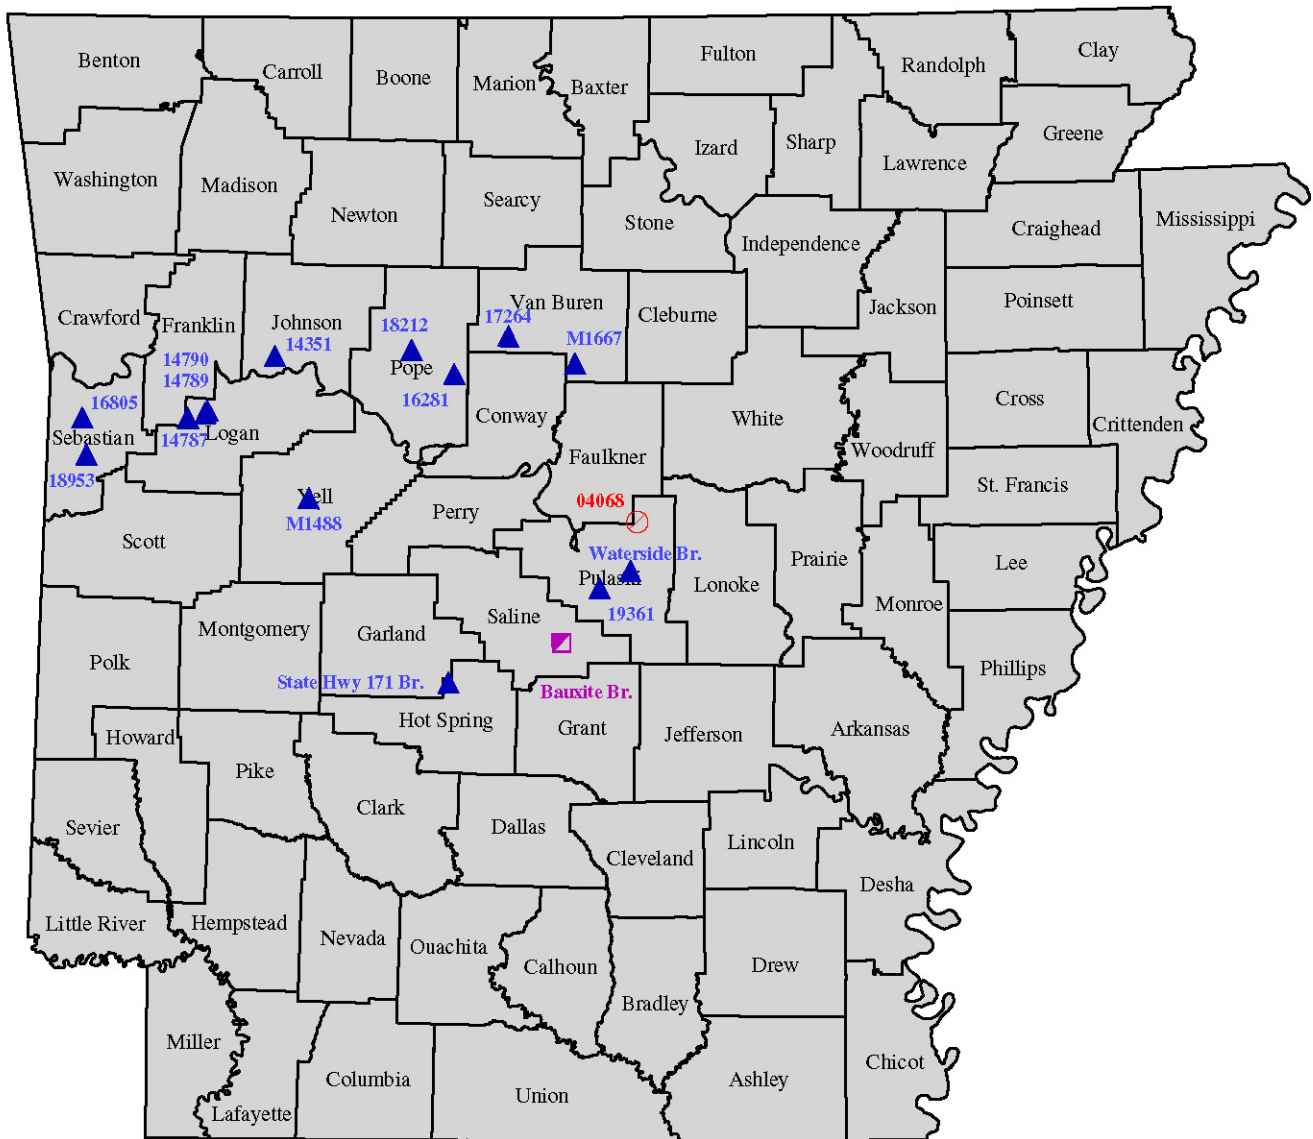 Benton
Carroll
Boone
Marion
Baxter
Fulton
Randolph
Clay
Washington
Madison
Newton
Searcy
Stone
Izard
Sharp
Lawrence
Greene
Independence
Craighead
Mississippi
Crawford
Franklin
Johnson
14351
18212
Pope
16281
17264
Van Buren
M1667
Cleburne
Jackson
Poinsett
14790
14789
16805
Sebastian
18953
14787
Logan
Conway
White
Cross
Crittenden
Woodruff
Faulkner
St. Francis
Yell
M1488
Perry
04068
Scott
Waterside Br.
Pulaski
19361
Lonoke
Prairie
Lee
Monroe
Montgomery
Garland
Saline
Polk
Phillips
State Hwy 171 Br.
Bauxite Br.
Hot Spring
Grant
Jefferson
Arkansas
Howard
Pike
Clark
Dallas
Sevier
Cleveland
Lincoln
Desha
Little River
Hempstead
Nevada
Ouachita
Calhoun
Bradley
Drew
Miller
Lafayette
Columbia
Union
Ashley
Chicot